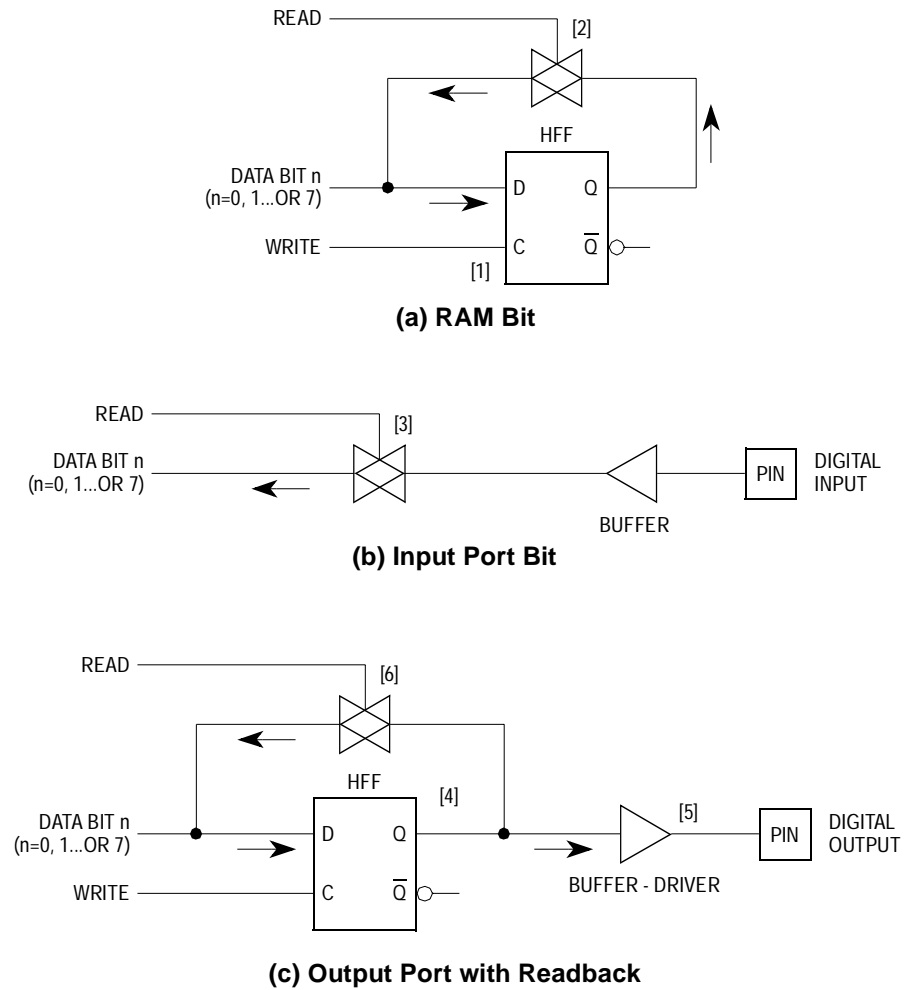 READ
[2]
HFF
DATA BIT n
(n=0, 1...OR 7)
D
Q
WRITE
C
Q̅
[1]
(a) RAM Bit
READ
[3]
DATA BIT n
(n=0, 1...OR 7)
PIN
DIGITAL
INPUT
BUFFER
(b) Input Port Bit
READ
[6]
HFF
[4]
[5]
DATA BIT n
(n=0, 1...OR 7)
D
Q
PIN
DIGITAL
OUTPUT
WRITE
C
Q̅
BUFFER - DRIVER
(c) Output Port with Readback